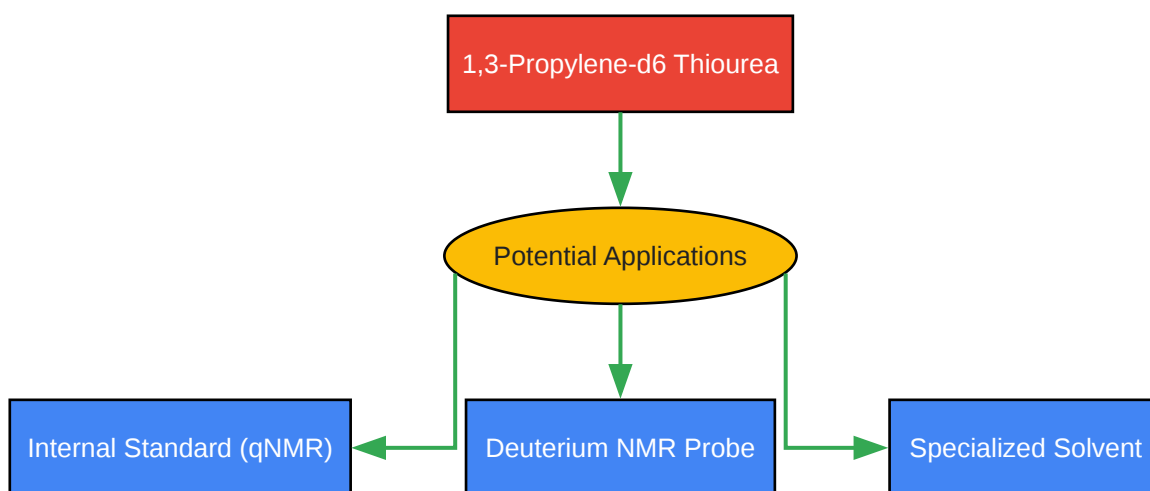 1,3-Propylene-d6 Thiourea
Potential Applications
Internal Standard (qNMR)
Deuterium NMR Probe
Specialized Solvent